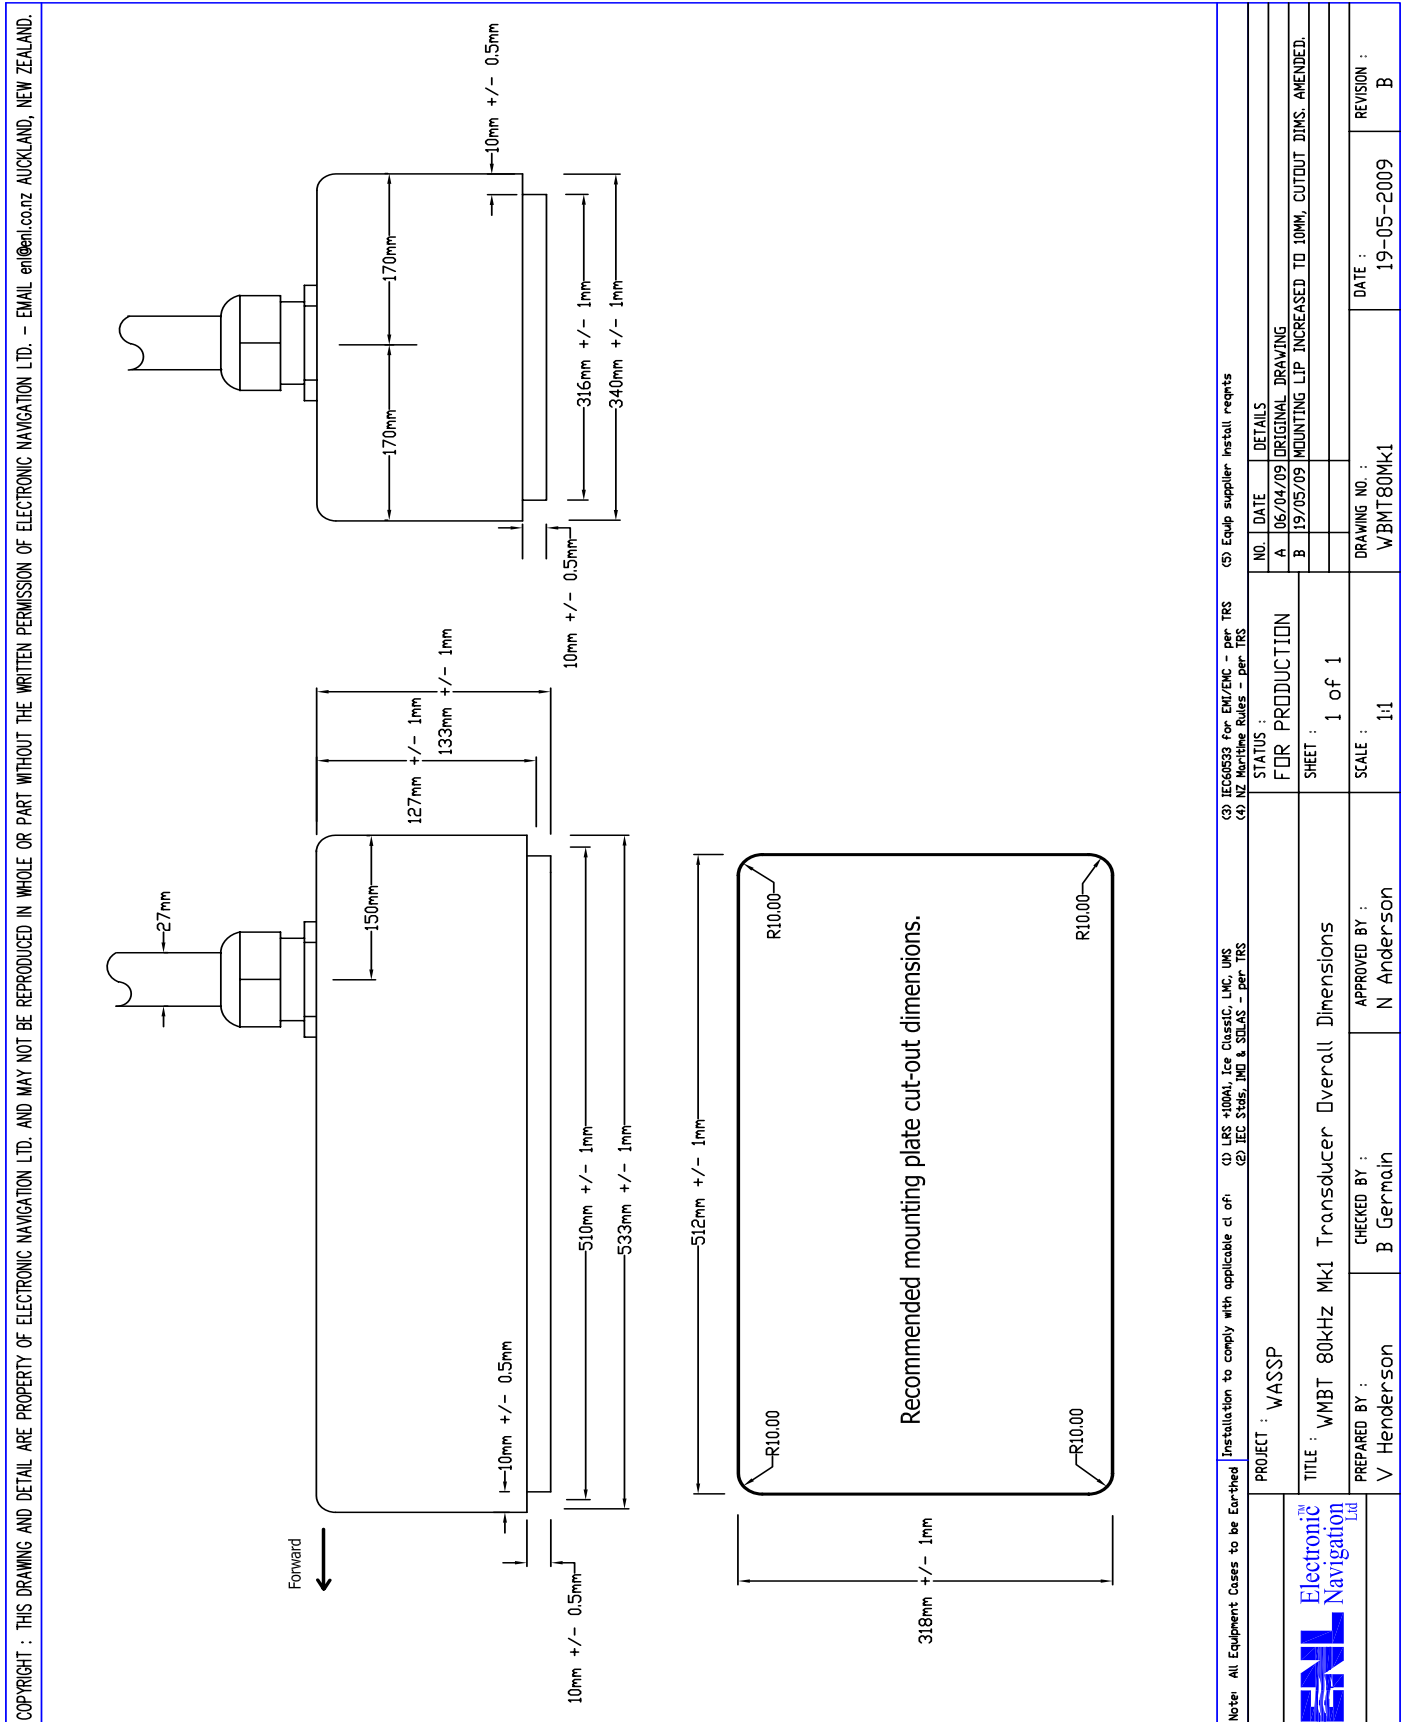 COPYRIGHT : THIS DRAWING AND DETAIL ARE PROPERTY OF ELECTRONIC NAVIGATION LTD. AND MAY NOT BE REPRODUCED IN WHOLE OR PART WITHOUT THE WRITTEN PERMISSION OF ELECTRONIC NAVIGATION LTD. - EMAIL enl@enl.co.nz AUCKLAND, NEW ZEALAND.
Forward
27mm
150mm
127mm +/- 1mm
133mm +/- 1mm
10mm +/- 0.5mm
10mm +/- 0.5mm
510mm +/- 1mm
533mm +/- 1mm
170mm
170mm
10mm +/- 0.5mm
10mm +/- 0.5mm
316mm +/- 1mm
340mm +/- 1mm
512mm +/- 1mm
318mm +/- 1mm
R10.00
R10.00
R10.00
R10.00
Recommended mounting plate cut-out dimensions.
Note: All Equipment Cases to be Earthed
Installation to comply with applicable cl of:
(1) LRS +100A1, Ice Class1C, LMC, UMS
(2) IEC Stds, IMO & SOLAS - per TRS
(3) IEC60533 for EMI/EMC - per TRS
(4) NZ Maritime Rules - per TRS
(5) Equip supplier install reqmts
ENL Electronic™
Navigation
Ltd
PROJECT : WASSP
TITLE : WMBT 80kHz Mk1 Transducer Overall Dimensions
PREPARED BY :
V Henderson
CHECKED BY :
B Germain
APPROVED BY :
N Anderson
STATUS :
FOR PRODUCTION
SHEET :
1 of 1
SCALE :
1:1
NO. DATE DETAILS
A 06/04/09 ORIGINAL DRAWING
B 19/05/09 MOUNTING LIP INCREASED TO 10MM, CUTOUT DIMS. AMENDED.
DRAWING NO. :
WBMT80Mk1
DATE :
19-05-2009
REVISION :
B